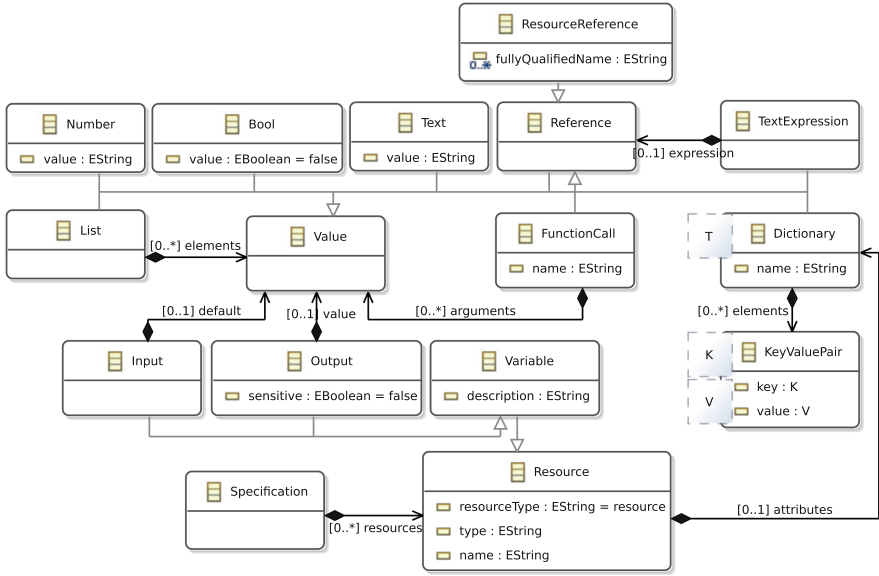 ResourceReference
0..*
fullyQualifiedName : EString
Number
value : EString
Bool
value : EBoolean = false
Text
value : EString
Reference
TextExpression
[0..1] expression
List
[0..*] elements
Value
FunctionCall
name : EString
T
Dictionary
name : EString
[0..1] default
[0..1] value
[0..*] arguments
[0..*] elements
Input
Output
sensitive : EBoolean = false
Variable
description : EString
K
V
KeyValuePair
key : K
value : V
Specification
[0..*] resources
Resource
resourceType : EString = resource
type : EString
name : EString
[0..1] attributes